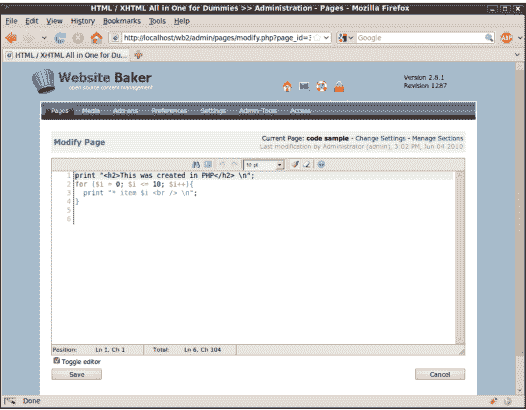 HTML / XHTML All in One for Dummies >> Administration - Pages - Mozilla Firefox
File Edit View History Bookmarks Tools Help
http://localhost/wb2/admin/pages/modify.php?page_id=3
Google
HTML / XHTML All in One for Du...
Website Baker
open source content management
Version 2.8.1
Revision 1287
Pages Media Add-ons Preferences Settings Admin-Tools Access
Modify Page
Current Page: code sample - Change Settings - Manage Sections
Last modification by Administrator (admin), 3:02 PM, Jun 04 2010
10 pt
1 print "<h2>This was created in PHP</h2> \n";
2 for ($i = 0; $i <= 10; $i++){
3 print "* item $i <br /> \n";
4 }
5
6
Position: Ln 1, Ch 1 Total: Ln 6, Ch 104
Toggle editor
Save Cancel
Done